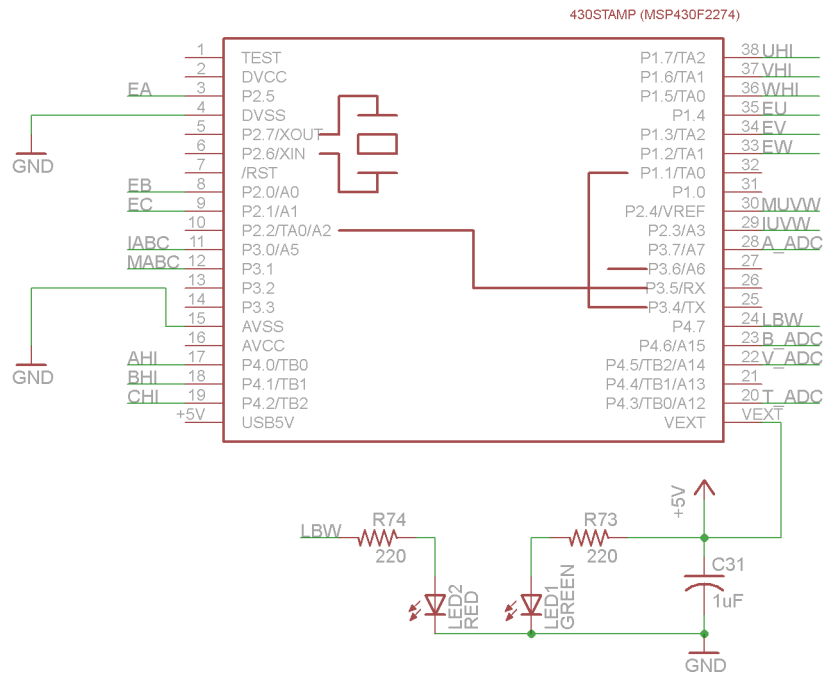 430STAMP (MSP430F2274)
1 TEST P1.7/TA2 38 UHI
2 DVCC P1.6/TA1 37 VHI
EA 3 P2.5 P1.5/TA0 36 WHI
4 DVSS P1.4 35 EU
5 P2.7/XOUT P1.3/TA2 34 EV
GND 6 P2.6/XIN P1.2/TA1 33 EW
7 /RST P1.1/TA0 32
EB 8 P2.0/A0 P1.0 31
EC 9 P2.1/A1 P2.4/VREF 30 MUVW
10 P2.2/TA0/A2 P2.3/A3 29 IUVW
IABC 11 P3.0/A5 P3.7/A7 28 A_ADC
MABC 12 P3.1 P3.6/A6 27
13 P3.2 P3.5/RX 26
14 P3.3 P3.4/TX 25
15 AVSS P4.7 24 LBW
16 AVCC P4.6/A15 23 B_ADC
GND
AHI 17 P4.0/TB0 P4.5/TB2/A14 22 V_ADC
BHI 18 P4.1/TB1 P4.4/TB1/A13 21
CHI 19 P4.2/TB2 P4.3/TB0/A12 20 T_ADC
+5V USB5V VEXT VEXT
+5V
R74 R73
LBW
220 220
C31
1uF
LED2
RED
LED1
GREEN
GND